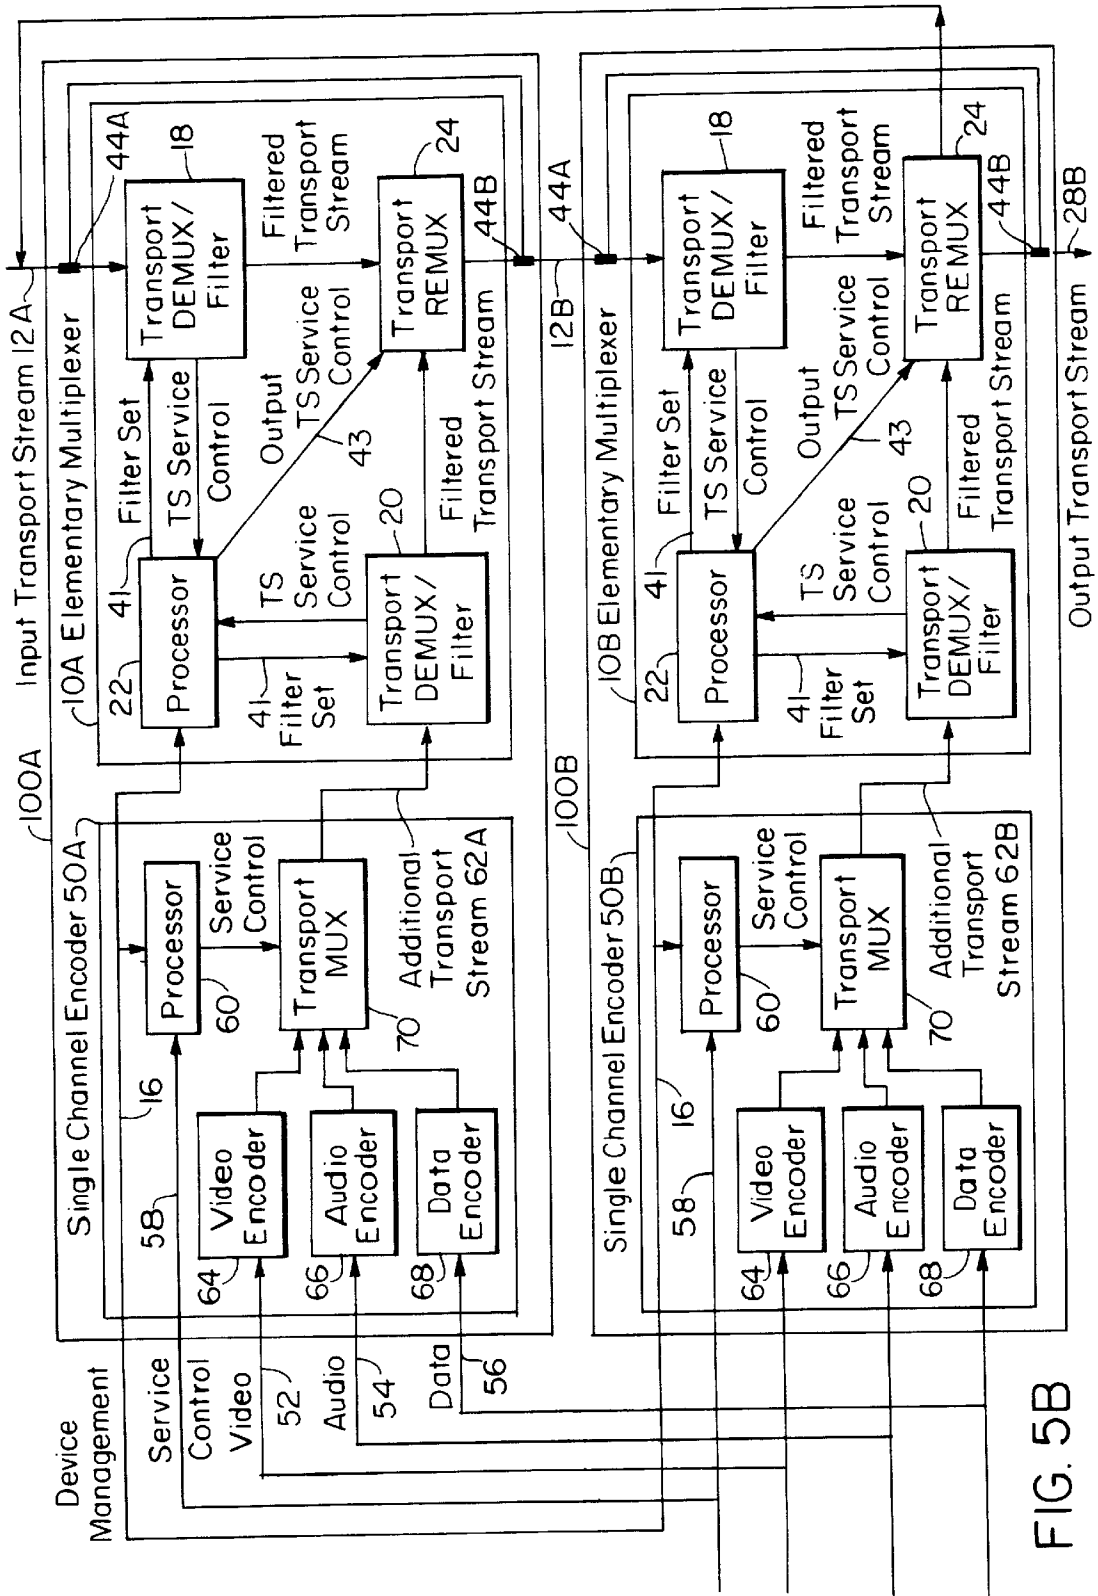 Device
Management
Service
Control
Video
52
Audio
54
Data
56
100A
Single Channel Encoder 50A
16
58
Processor
60
Service
Control
Video
Encoder
64
Audio
Encoder
66
Data
Encoder
68
Transport
MUX
70
Additional
Transport
Stream 62A
Input Transport Stream 12A
10A Elementary Multiplexer
44A
22
Processor
41
Filter Set
TS Service
Control
Transport
DEMUX/
Filter
18
41
Filter
Set
TS
Service
Control
Output
TS Service
Control
43
Filtered
Transport
Stream
20
Transport
DEMUX/
Filter
Filtered
Transport Stream
Transport
REMUX
24
44B
12B
100B
Single Channel Encoder 50B
16
58
Processor
60
Service
Control
Video
Encoder
64
Audio
Encoder
66
Data
Encoder
68
Transport
MUX
70
Additional
Transport
Stream 62B
10B Elementary Multiplexer
44A
22
Processor
41
Filter Set
TS Service
Control
Transport
DEMUX/
Filter
18
41
Filter
Set
TS
Service
Control
Output
TS Service
Control
43
Filtered
Transport
Stream
20
Transport
DEMUX/
Filter
Filtered
Transport Stream
Transport
REMUX
24
44B
28B
Output Transport Stream
FIG. 5B